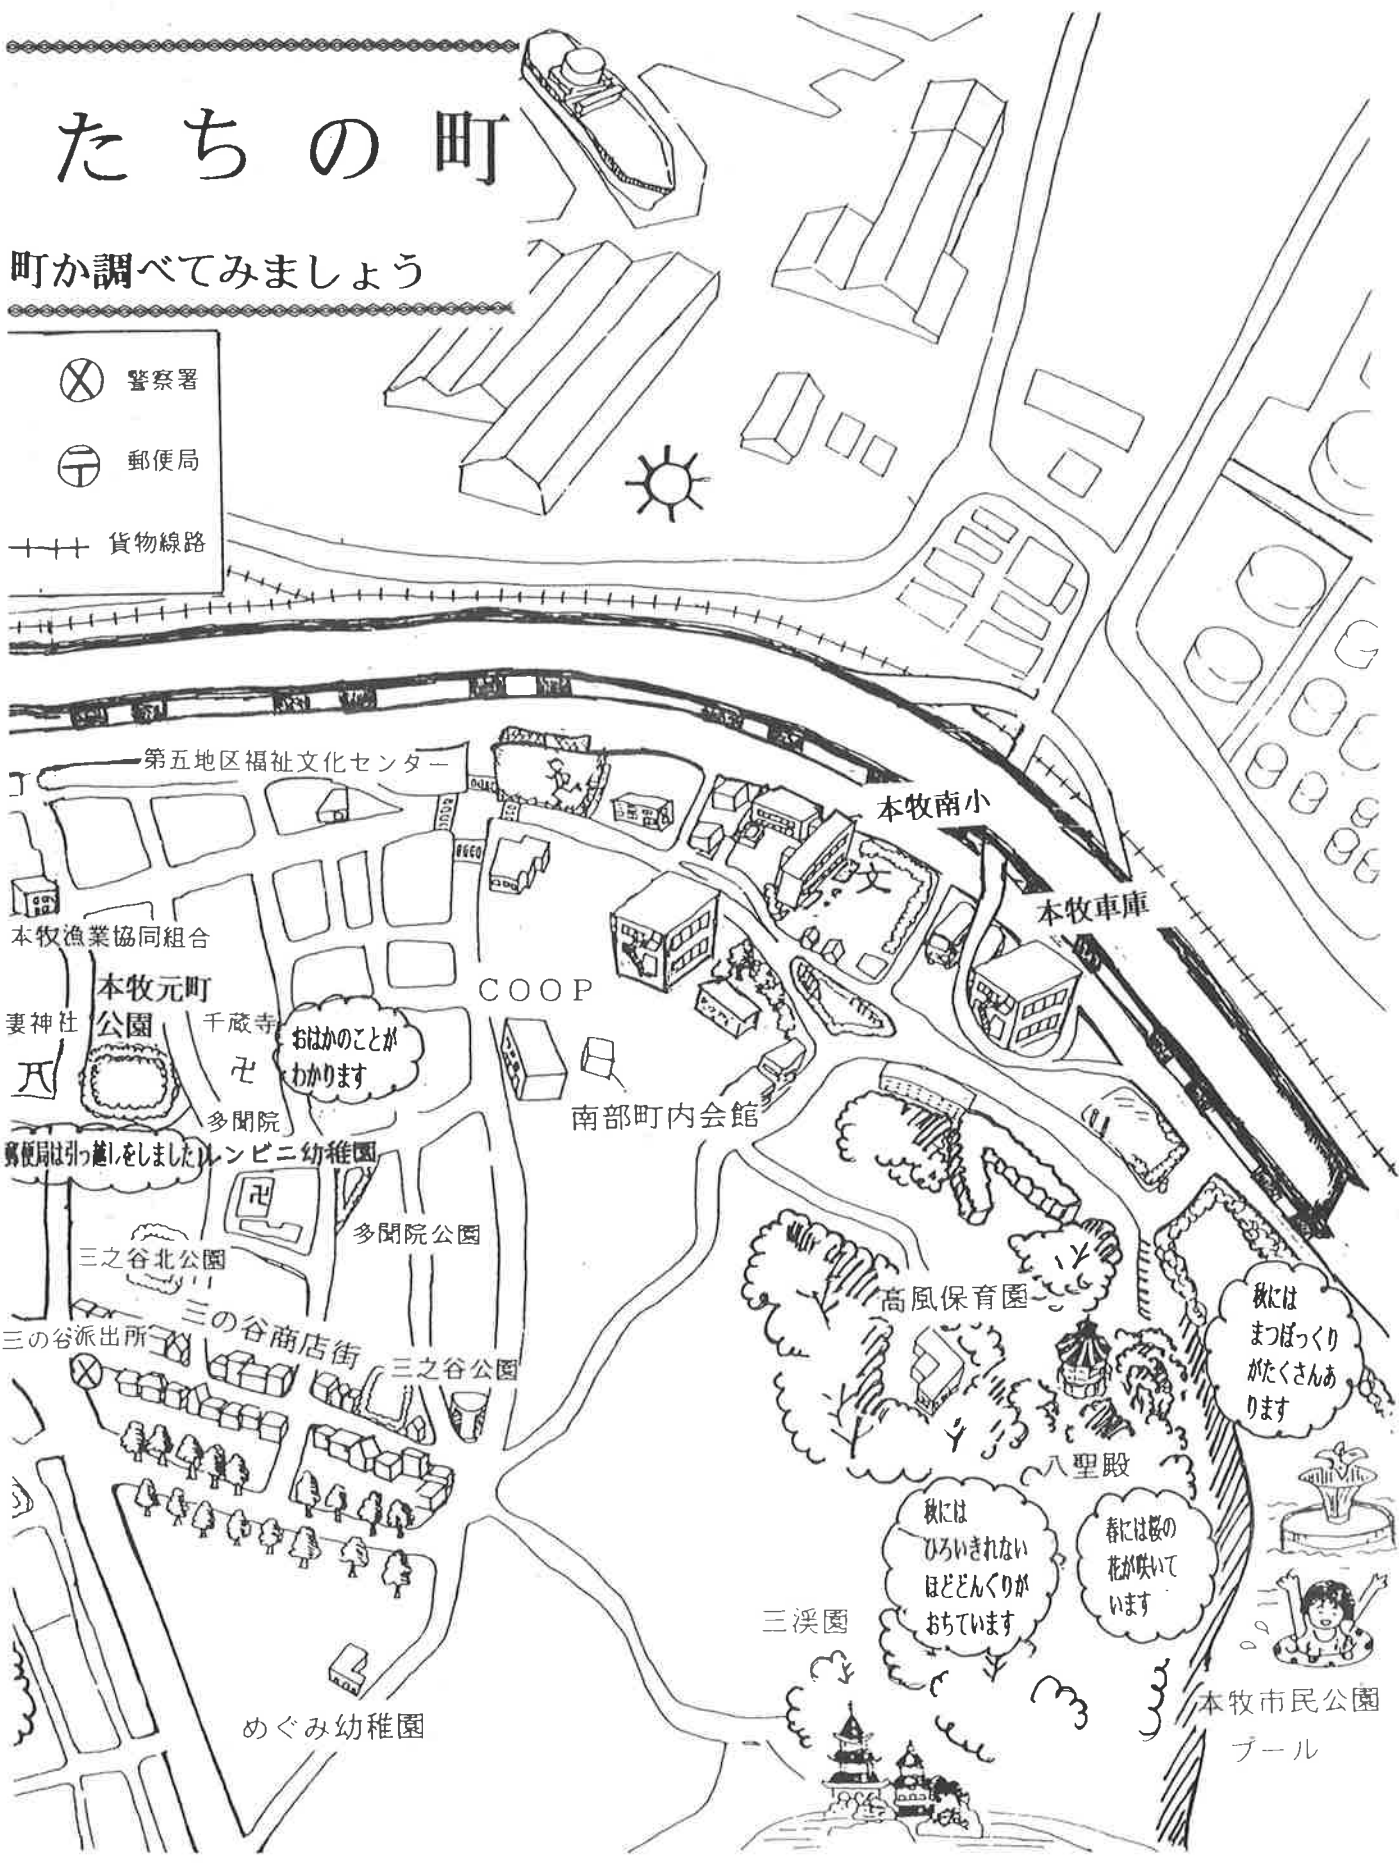 たちの町
町か調べてみましょう
警察署
郵便局
貨物線路
第五地区福祉文化センター
本牧南小
文
本牧車庫
本牧漁業協同組合
本牧元町
公園
妻神社
千蔵寺
卍
おはかのことが
わかります
COOP
南部町内会館
多聞院
郵便局は引っ越しをしました
レンビニ幼稚園
卍
多聞院公園
三之谷北公園
三の谷派出所
三の谷商店街
三之谷公園
高風保育園
秋には
まつぼっくり
がたくさんあ
ります
八聖殿
秋には
ひろいきれない
ほどどんぐりが
おちています
春には桜の
花が咲いて
います
三渓園
めぐみ幼稚園
本牧市民公園
プール